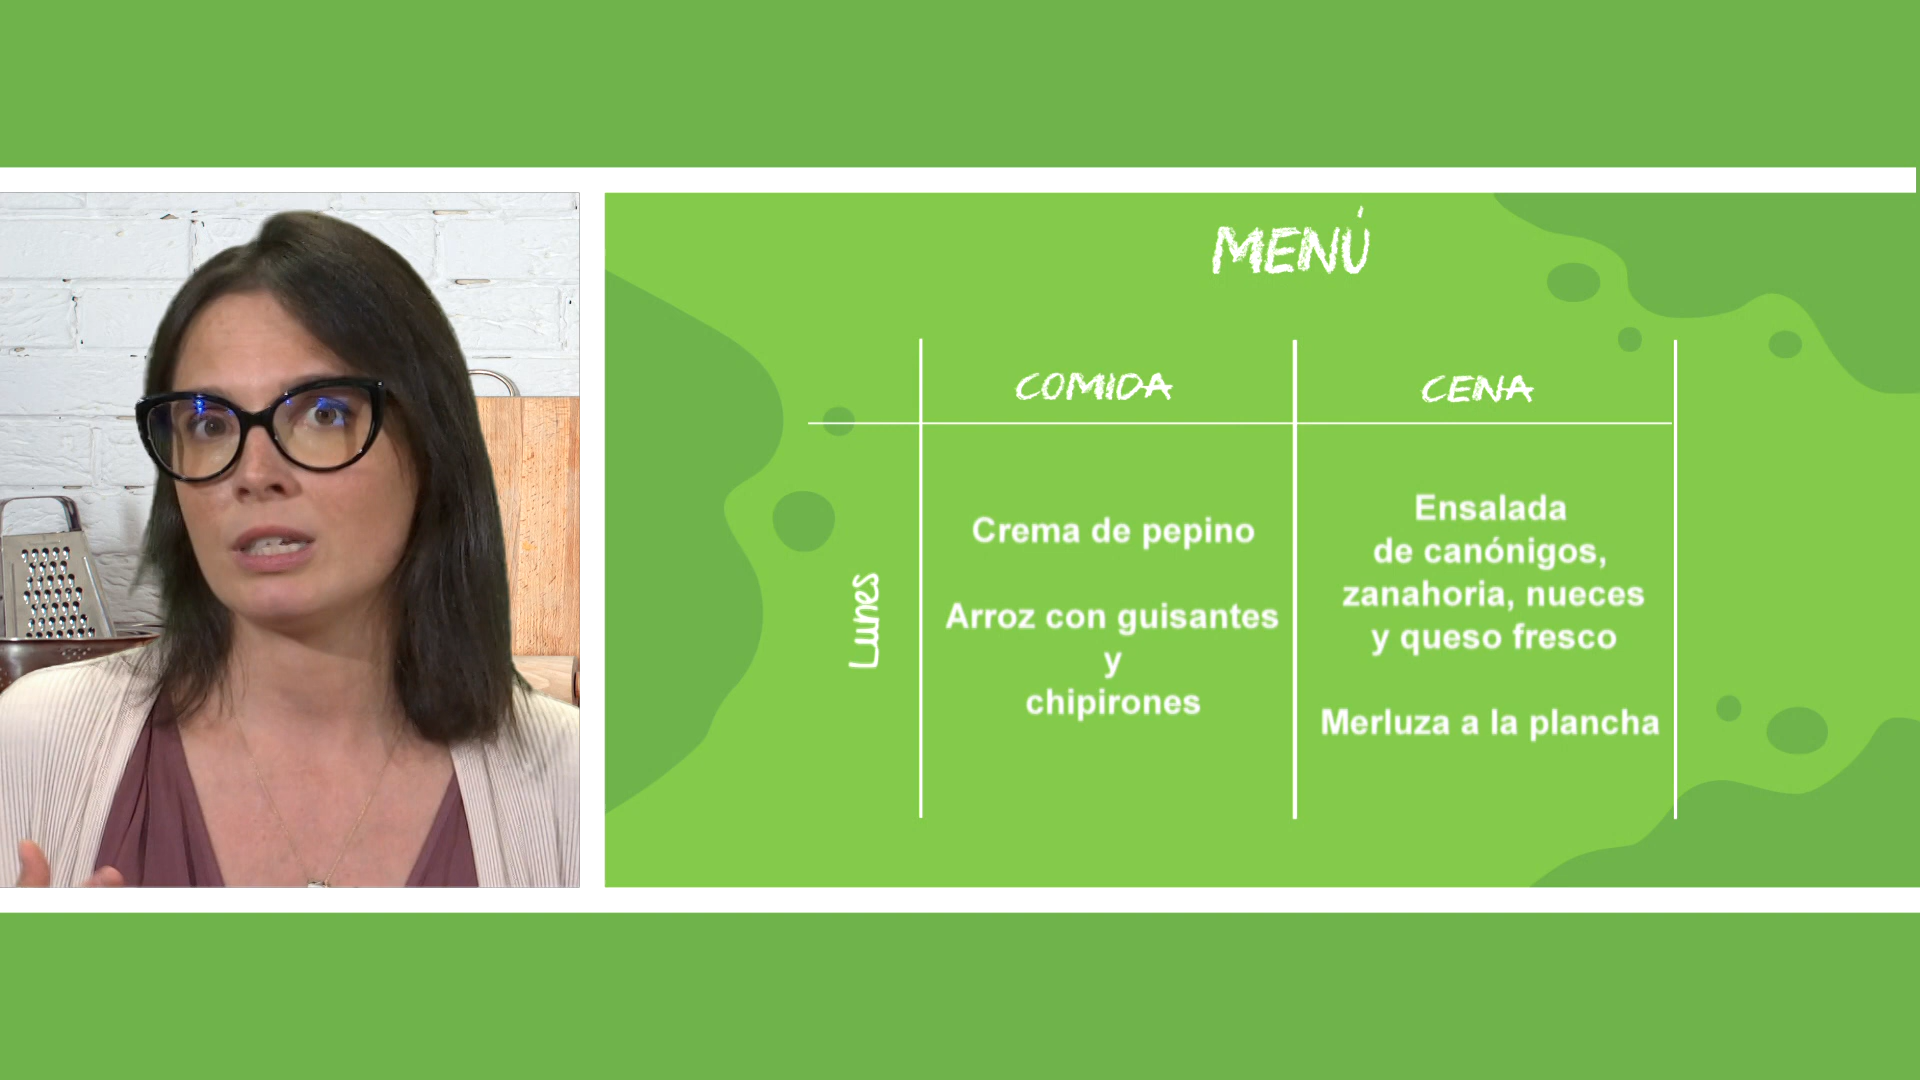 MENÚ
COMIDA
CENA
Lunes
Crema de pepino
Arroz con guisantes
y
chipirones
Ensalada
de canónigos,
zanahoria, nueces
y queso fresco
Merluza a la plancha